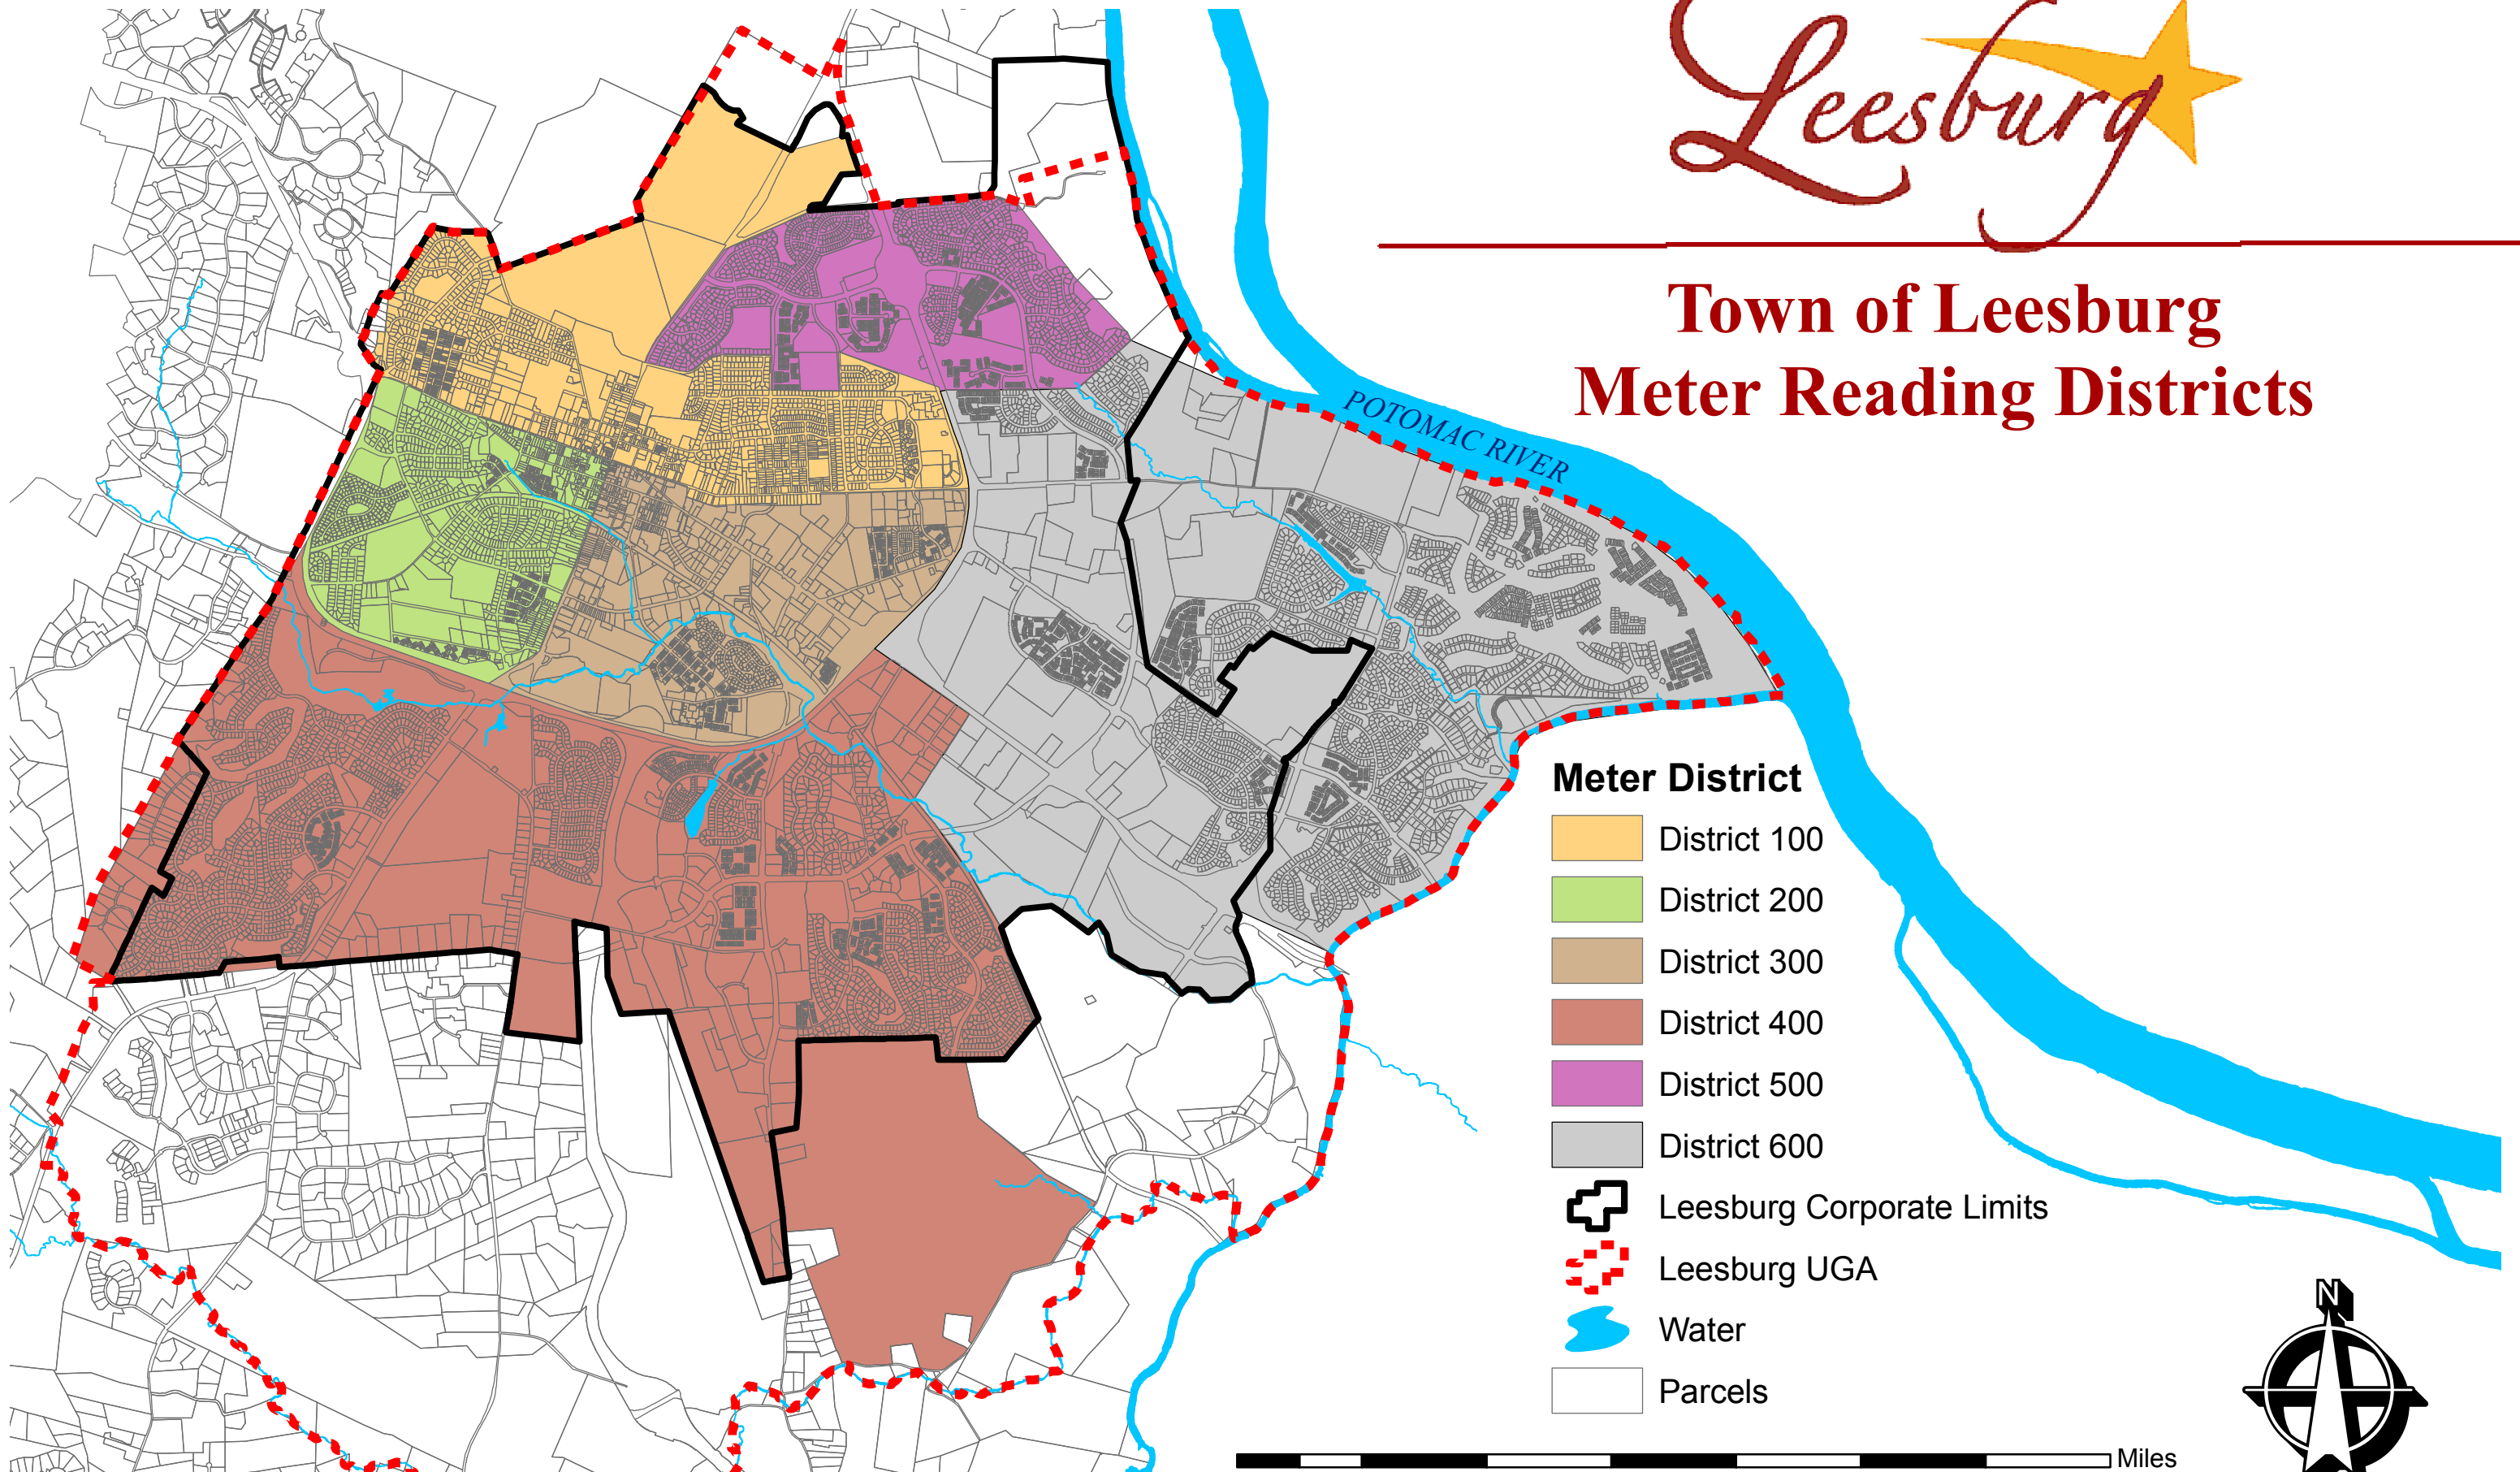 Leesburg
Town of Leesburg
Meter Reading Districts
POTOMAC RIVER
Meter District
District 100
District 200
District 300
District 400
District 500
District 600
Leesburg Corporate Limits
Leesburg UGA
Water
Parcels
N
Miles